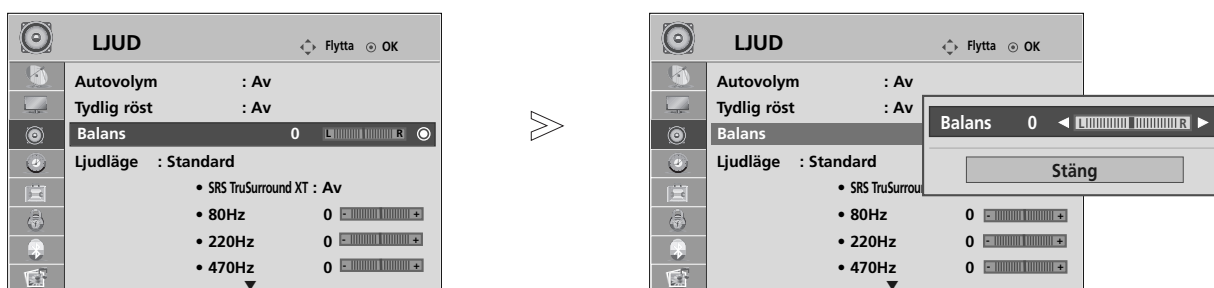 LJUD
Flytta OK
Autovolym : Av
Tydlig röst : Av
Balans 0 L R
Ljudläge : Standard
• SRS TruSurround XT : Av
• 80Hz 0 - +
• 220Hz 0 - +
• 470Hz 0 - +
LJUD
Flytta OK
Autovolym : Av
Tydlig röst : Av
Balans
Ljudläge : Standard
• SRS TruSurrou
• 80Hz 0 - +
• 220Hz 0 - +
• 470Hz 0 - +
Balans 0 L R
Stäng